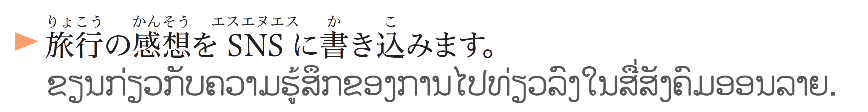 りょこう かんそう エスエヌエス か こ
▶旅行の感想を SNS に書き込みます。
ຂຽນກ່ຽວກັບຄວາມຮູ້ສຶກຂອງການໄປທ່ຽວລົງໃນສື່ສັງຄົມອອນລາຍ.